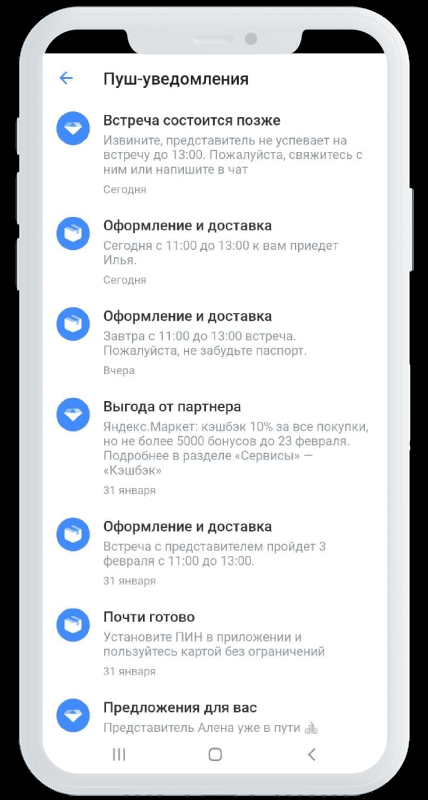 Пуш-уведомления
Встреча состоится позже
Извините, представитель не успевает на
встречу до 13:00. Пожалуйста, свяжитесь с
ним или напишите в чат
Сегодня
Оформление и доставка
Сегодня с 11:00 до 13:00 к вам приедет
Илья.
Сегодня
Оформление и доставка
Завтра с 11:00 до 13:00 встреча.
Пожалуйста, не забудьте паспорт.
Вчера
Выгода от партнера
Яндекс.Маркет: кэшбэк 10% за все покупки,
но не более 5000 бонусов до 23 февраля.
Подробнее в разделе «Сервисы» —
«Кэшбэк»
31 января
Оформление и доставка
Встреча с представителем пройдет 3
февраля с 11:00 до 13:00.
31 января
Почти готово
Установите ПИН в приложении и
пользуйтесь картой без ограничений
31 января
Предложения для вас
Представитель Алена уже в пути 🚲